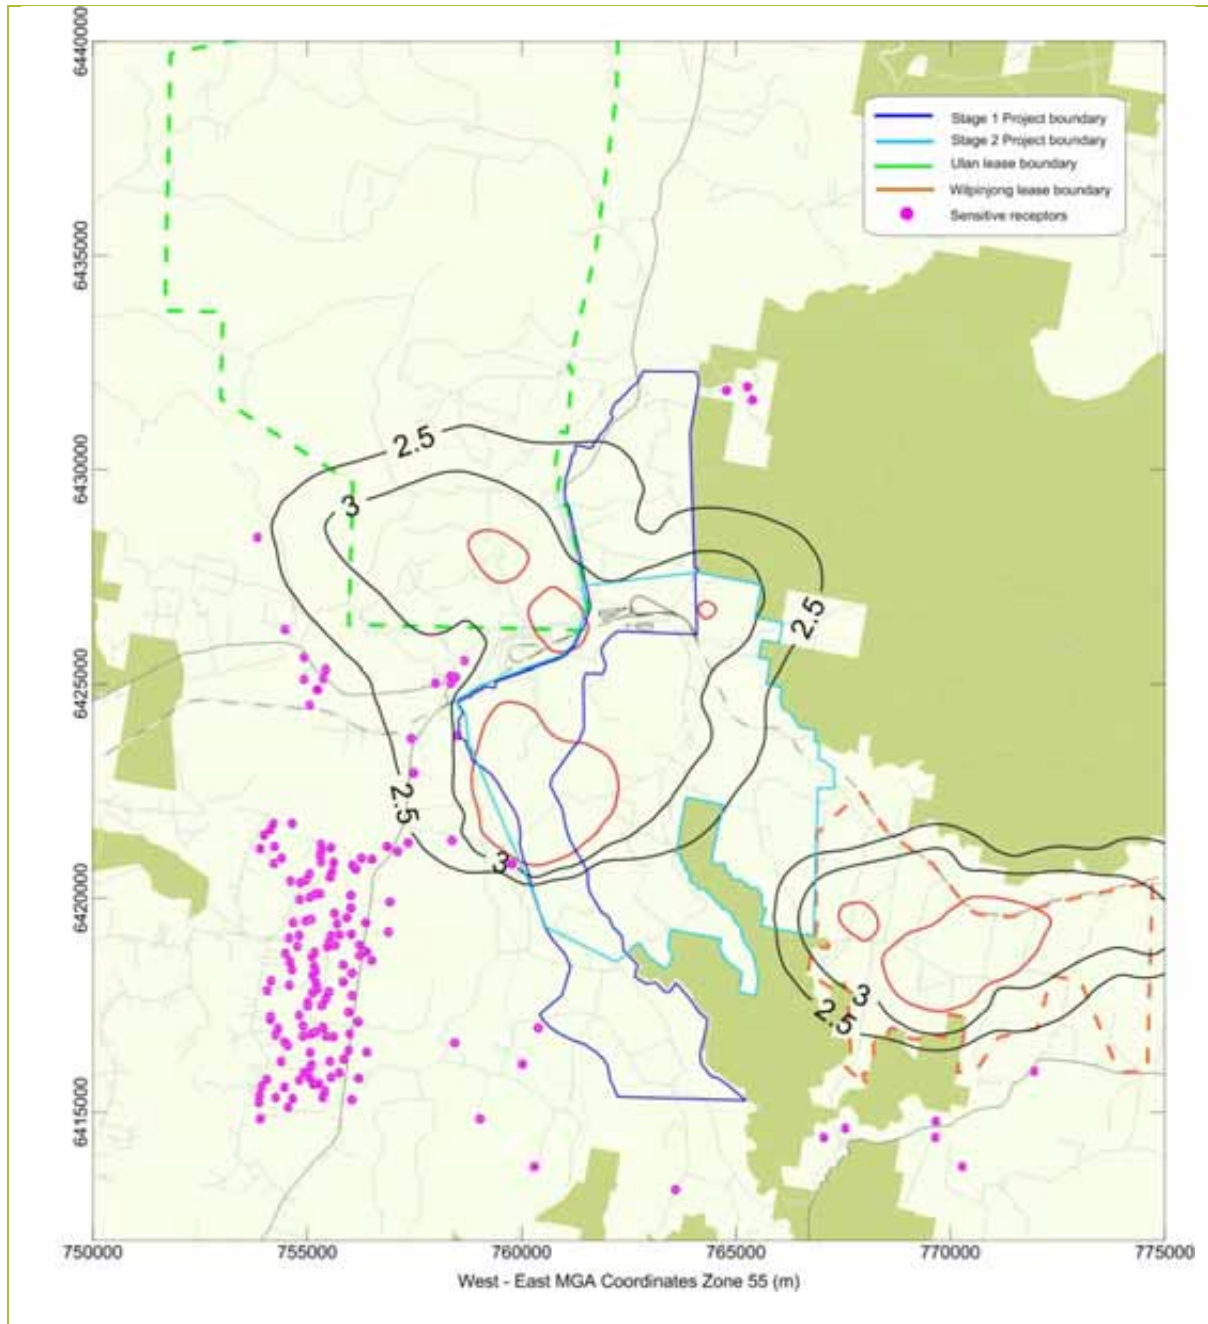 6440000
Stage 1 Project boundary
Stage 2 Project boundary
Ulan lease boundary
Wilpinjong lease boundary
Sensitive receptors
6435000
2.5
6430000
3
2.5
6425000
2.5
3
6420000
3
2.5
6415000
750000 755000 760000 765000 770000 775000
West - East MGA Coordinates Zone 55 (m)